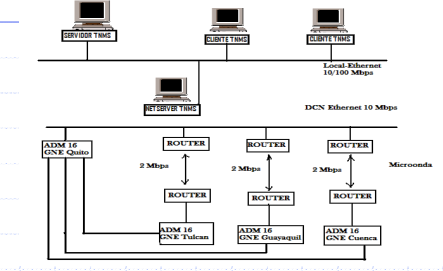 SERVIDOR TNMS
CLIENTE TNMS
CLIENTE TNMS
Local-Ethernet
10/100 Mbps
NETSERVER TNMS
DCN Ethernet 10 Mbps
ADM 16
GNE Quito
ROUTER
ROUTER
ROUTER
2 Mbps
2 Mbps
2 Mbps
Microonda
ROUTER
ROUTER
ROUTER
ADM 16
GNE Tulcan
ADM 16
GNE Guayaquil
ADM 16
GNE Cuenca